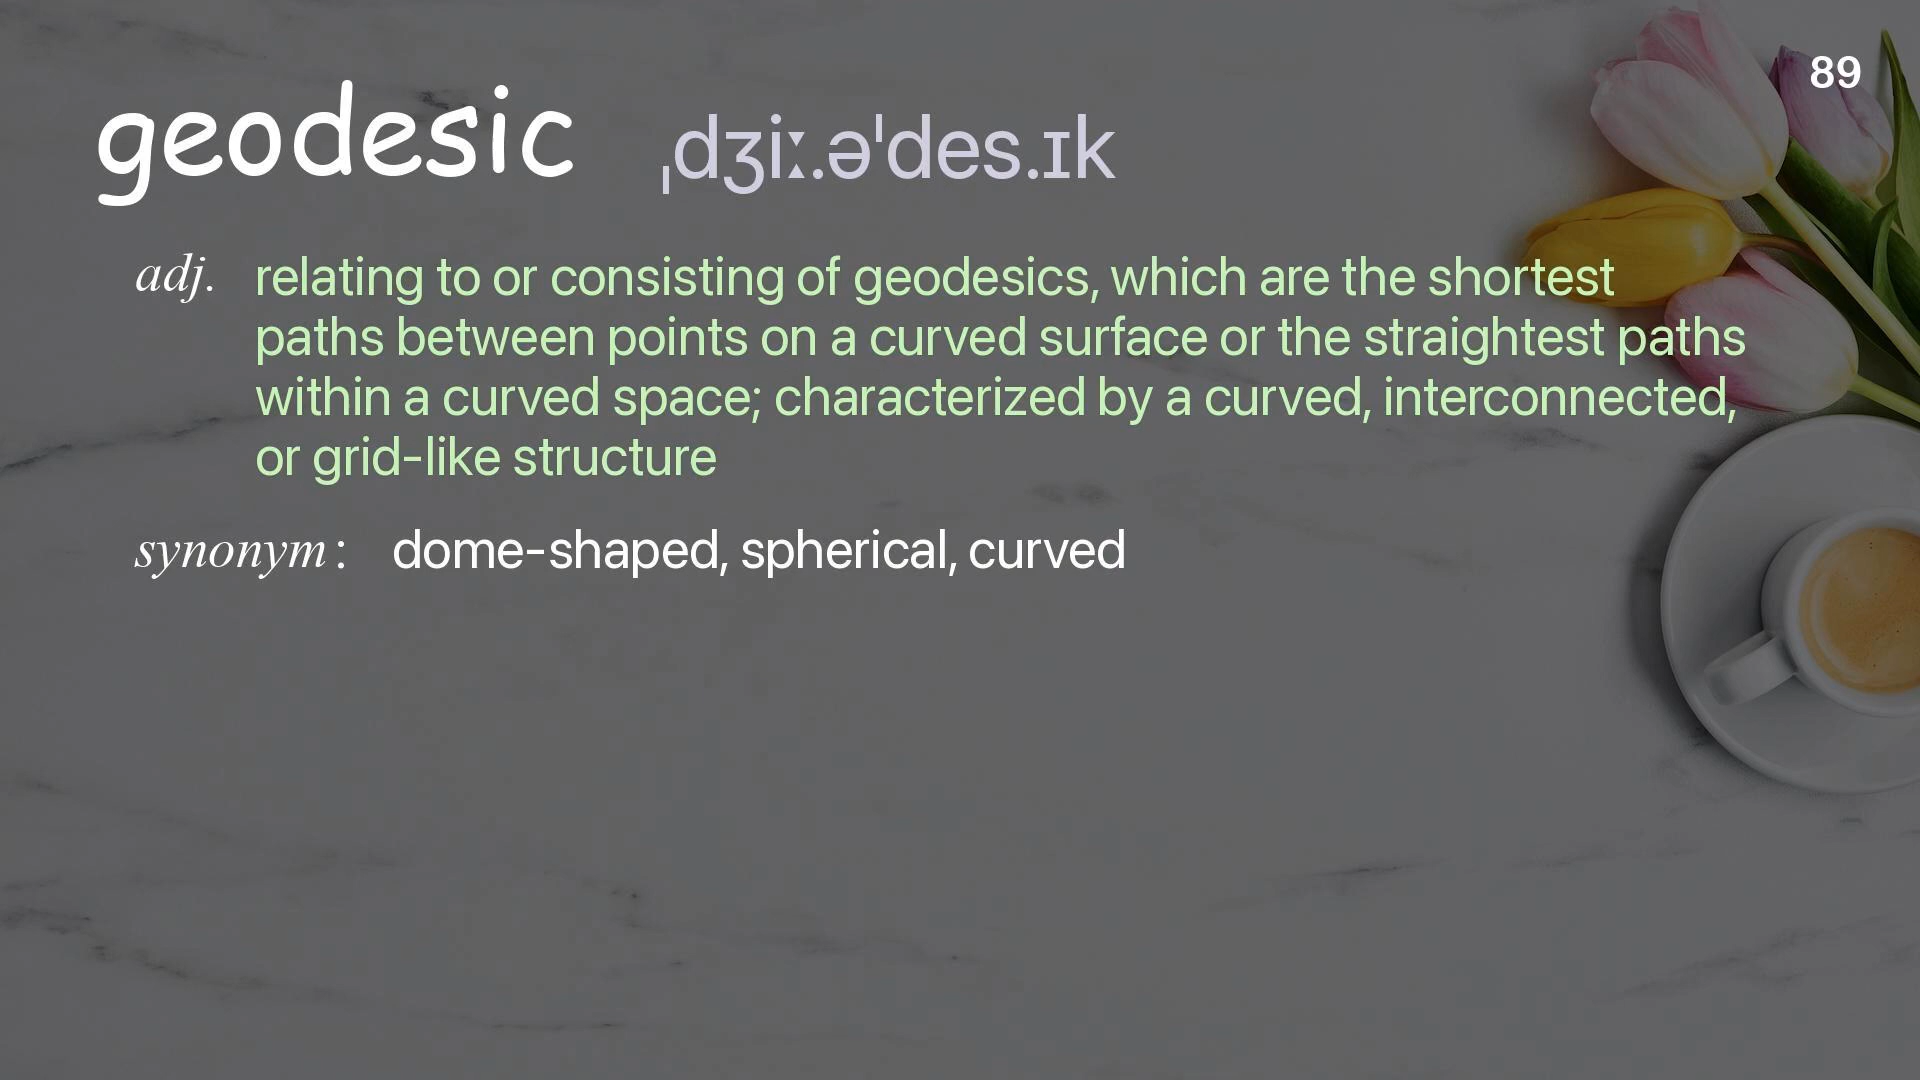 89
geodesic ˌdʒiː.əˈdes.ɪk
adj. relating to or consisting of geodesics, which are the shortest
paths between points on a curved surface or the straightest paths
within a curved space; characterized by a curved, interconnected,
or grid-like structure
synonym: dome-shaped, spherical, curved